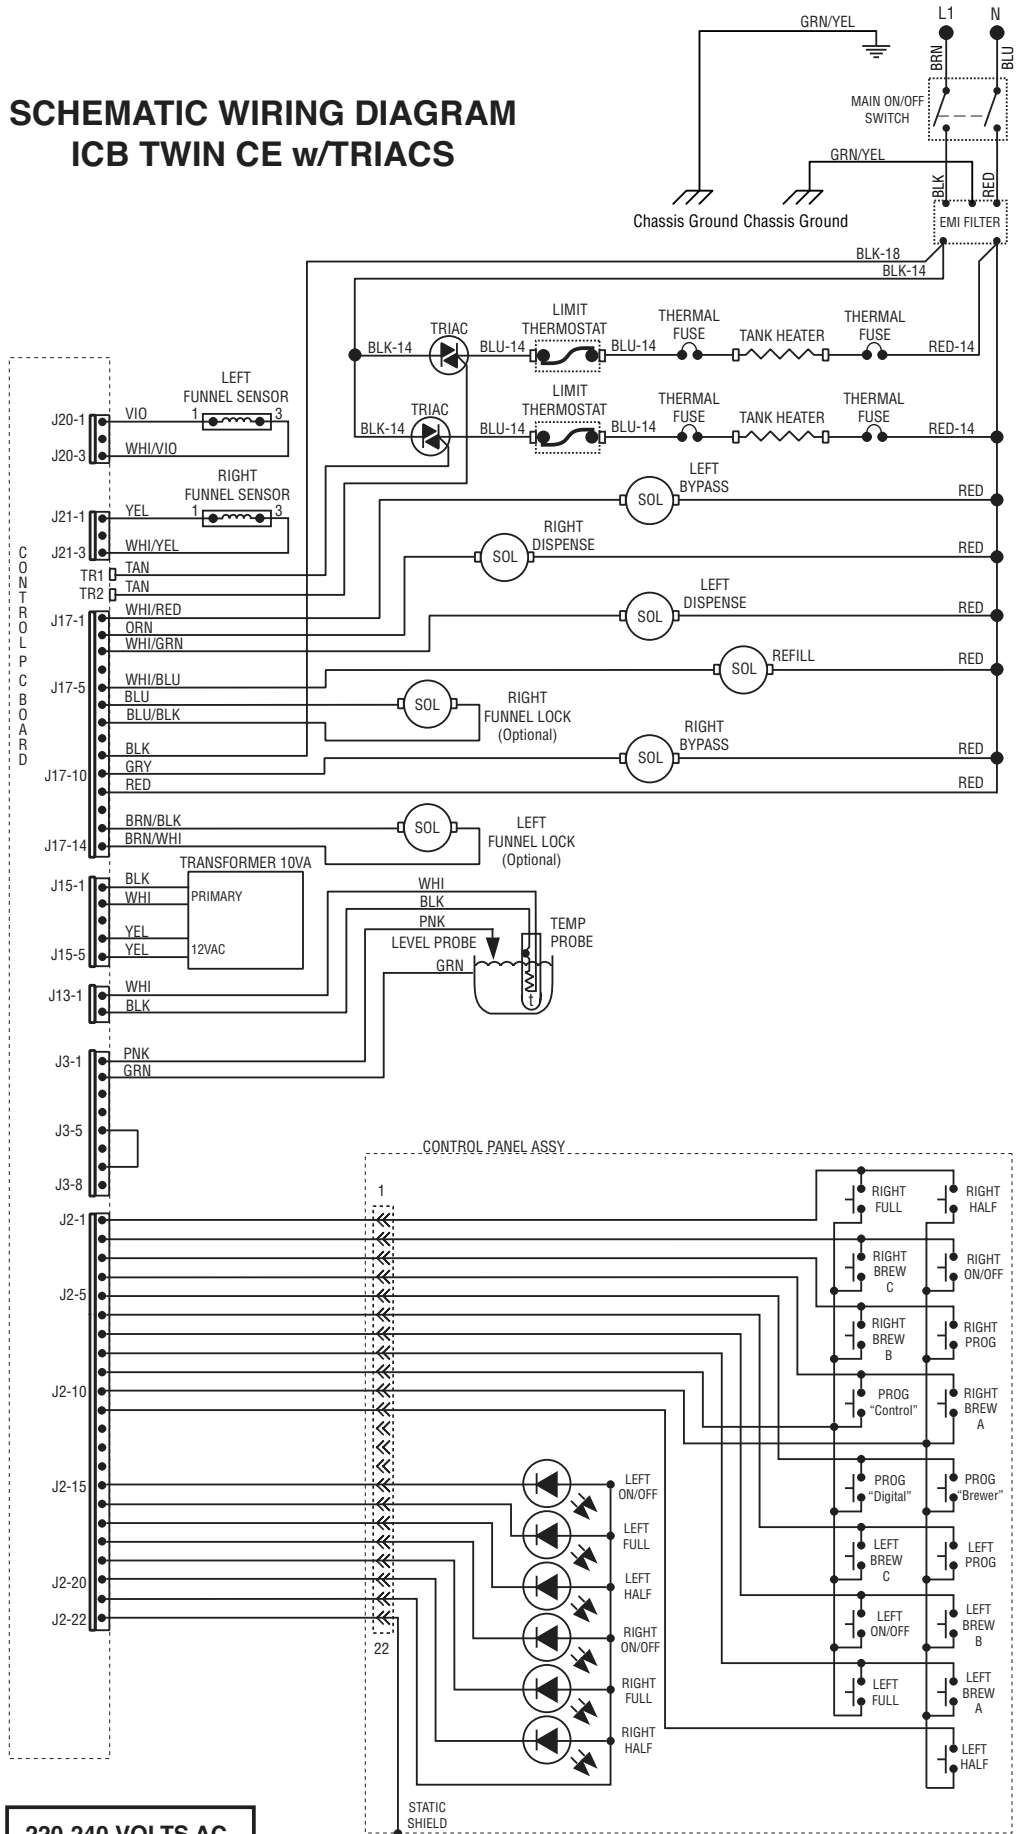 GRN/YEL
L1
N
BRN
BLU
SCHEMATIC WIRING DIAGRAM
ICB TWIN CE w/TRIACS
MAIN ON/OFF
SWITCH
GRN/YEL
BLK
RED
Chassis Ground
Chassis Ground
EMI FILTER
BLK-18
BLK-14
BLK-14
TRIAC
BLU-14
LIMIT
THERMOSTAT
BLU-14
THERMAL
FUSE
TANK HEATER
THERMAL
FUSE
RED-14
BLK-14
TRIAC
BLU-14
LIMIT
THERMOSTAT
BLU-14
THERMAL
FUSE
TANK HEATER
THERMAL
FUSE
RED-14
CONTROL PC BOARD
J20-1
VIO
LEFT
FUNNEL SENSOR
1
3
J20-3
WHI/VIO
J21-1
YEL
RIGHT
FUNNEL SENSOR
1
3
J21-3
WHI/YEL
TR1
TAN
TR2
TAN
SOL
LEFT
BYPASS
RED
SOL
RIGHT
DISPENSE
RED
SOL
LEFT
DISPENSE
RED
SOL
REFILL
RED
J17-1
WHI/RED
ORN
WHI/GRN
J17-5
WHI/BLU
BLU
BLU/BLK
SOL
RIGHT
FUNNEL LOCK
(Optional)
BLK
J17-10
GRY
RED
SOL
RIGHT
BYPASS
RED
RED
BRN/BLK
J17-14
BRN/WHI
SOL
LEFT
FUNNEL LOCK
(Optional)
J15-1
BLK
WHI
YEL
J15-5
YEL
TRANSFORMER 10VA
PRIMARY
12VAC
WHI
BLK
PNK
LEVEL PROBE
GRN
TEMP
PROBE
t
J13-1
WHI
BLK
J3-1
PNK
GRN
J3-5
J3-8
CONTROL PANEL ASSY
1
J2-1
J2-5
J2-10
J2-15
J2-20
J2-22
22
RIGHT
FULL
RIGHT
HALF
RIGHT
BREW
C
RIGHT
ON/OFF
RIGHT
BREW
B
RIGHT
PROG
PROG
“Control”
RIGHT
BREW
A
PROG
“Digital”
PROG
“Brewer”
LEFT
BREW
C
LEFT
PROG
LEFT
ON/OFF
LEFT
BREW
B
LEFT
FULL
LEFT
BREW
A
LEFT
HALF
LEFT
ON/OFF
LEFT
FULL
LEFT
HALF
RIGHT
ON/OFF
RIGHT
FULL
RIGHT
HALF
STATIC
SHIELD
220-240 VOLTS AC